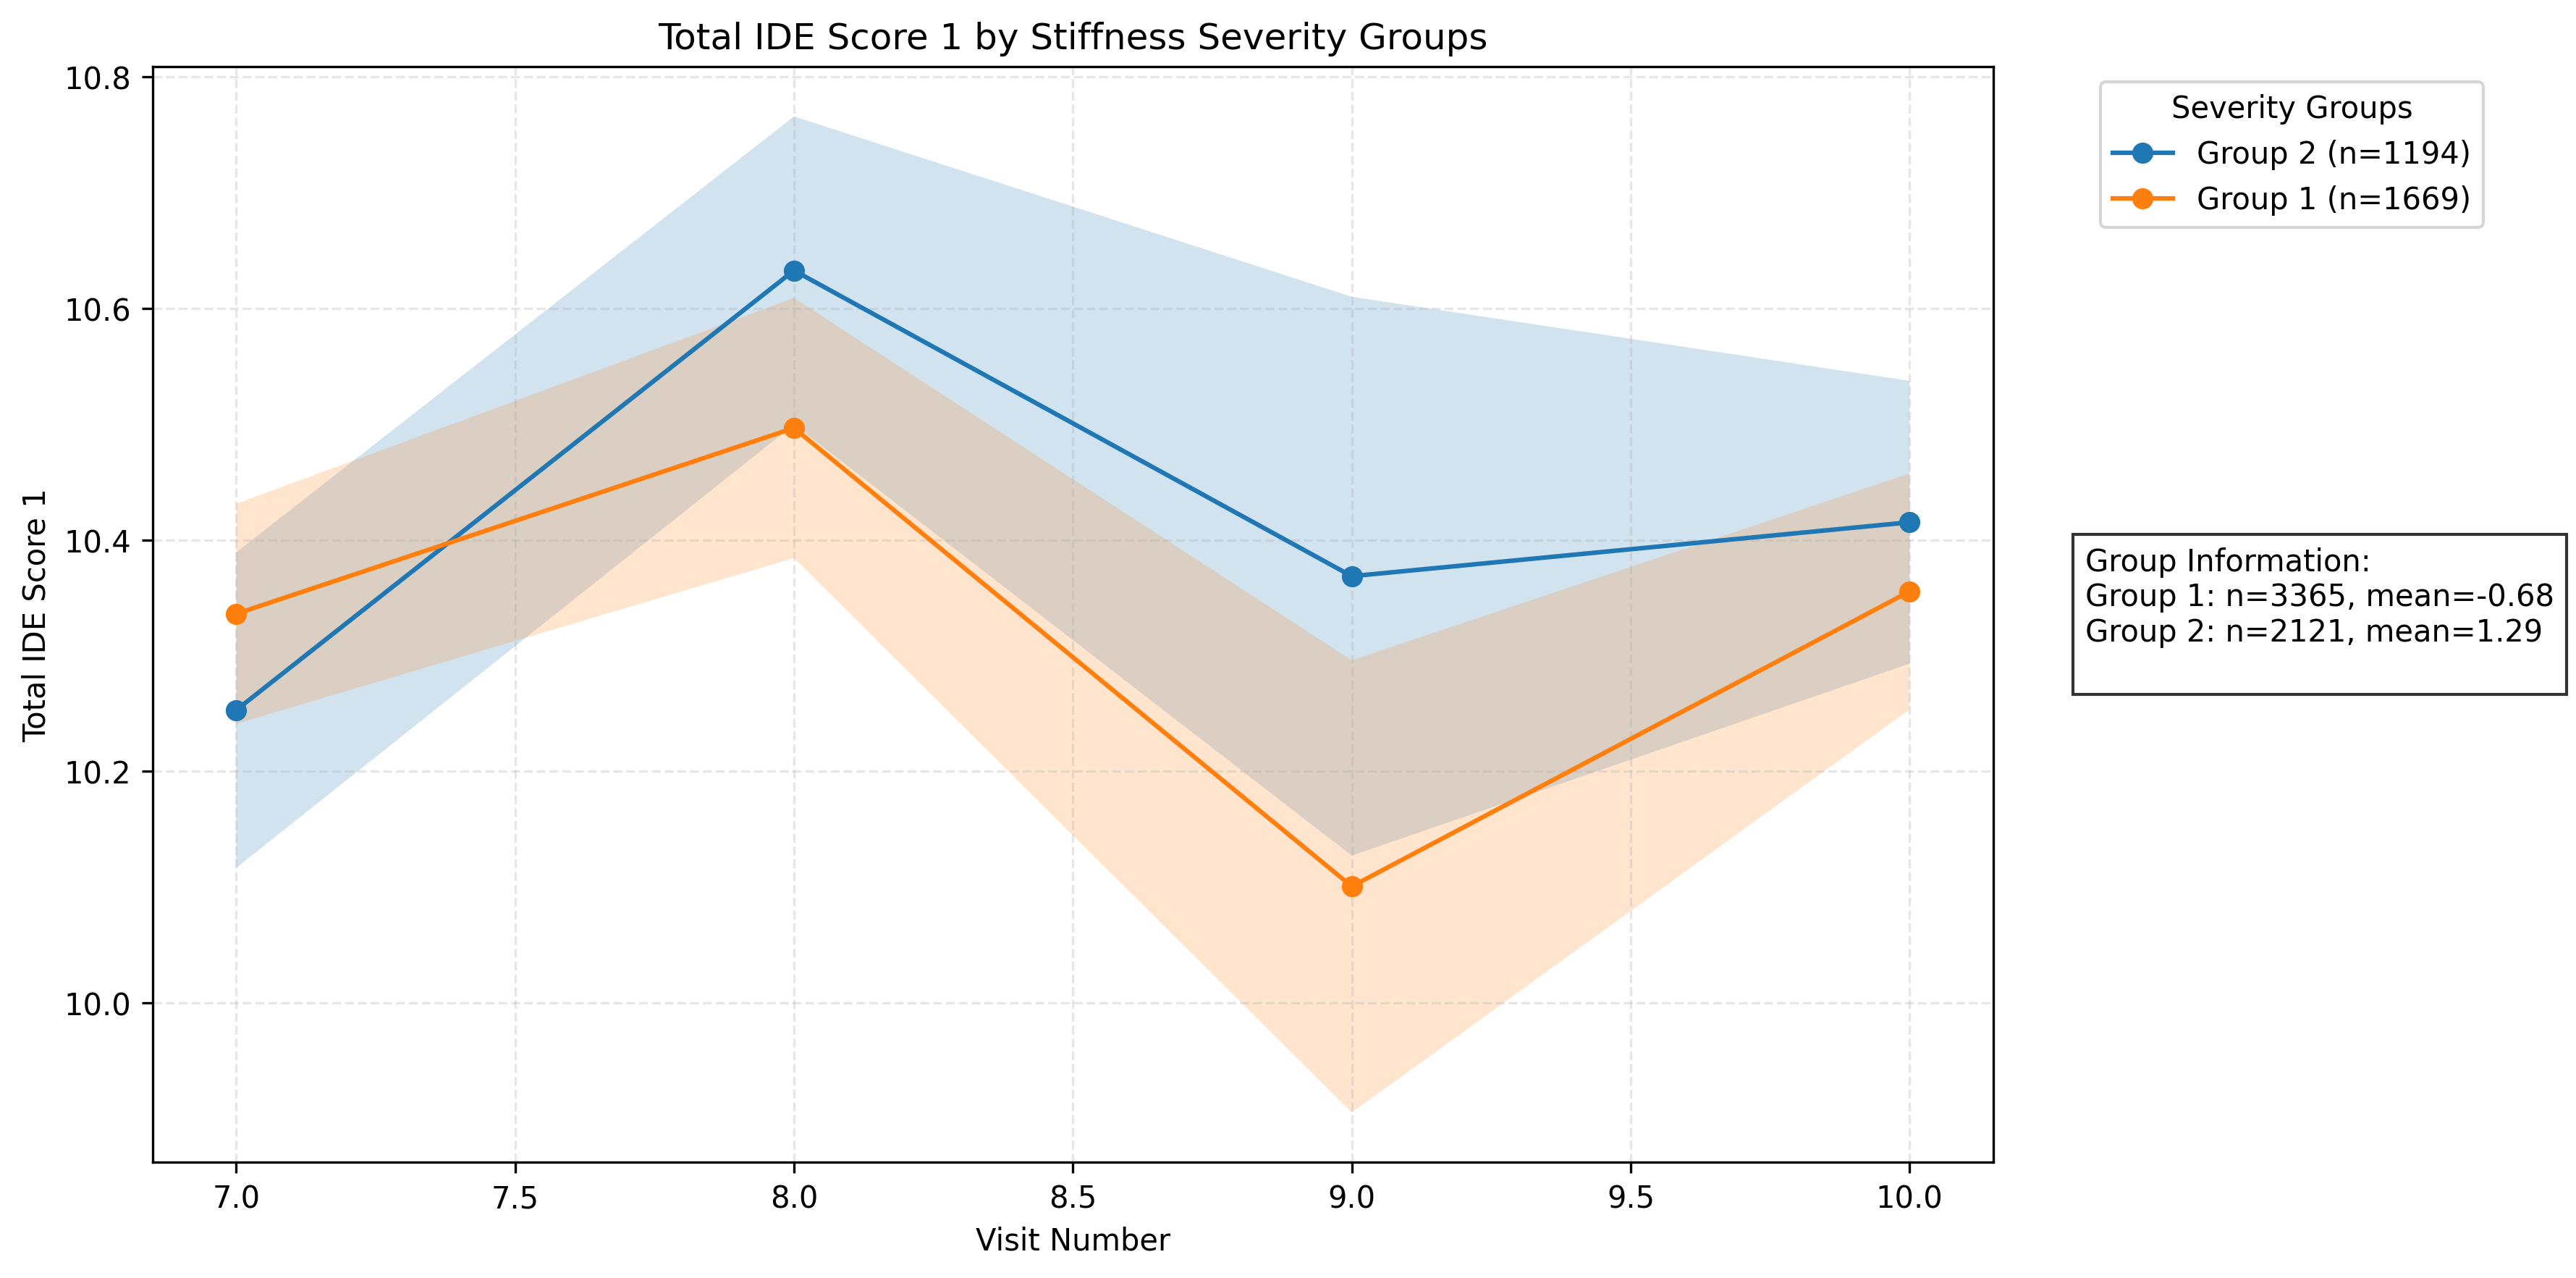 Total IDE Score 1 by Stiffness Severity Groups
Total IDE Score 1
10.8
10.6
10.4
10.2
10.0
7.0
7.5
8.0
8.5
9.0
9.5
10.0
Visit Number
Severity Groups
Group 2 (n=1194)
Group 1 (n=1669)
Group Information:
Group 1: n=3365, mean=-0.68
Group 2: n=2121, mean=1.29